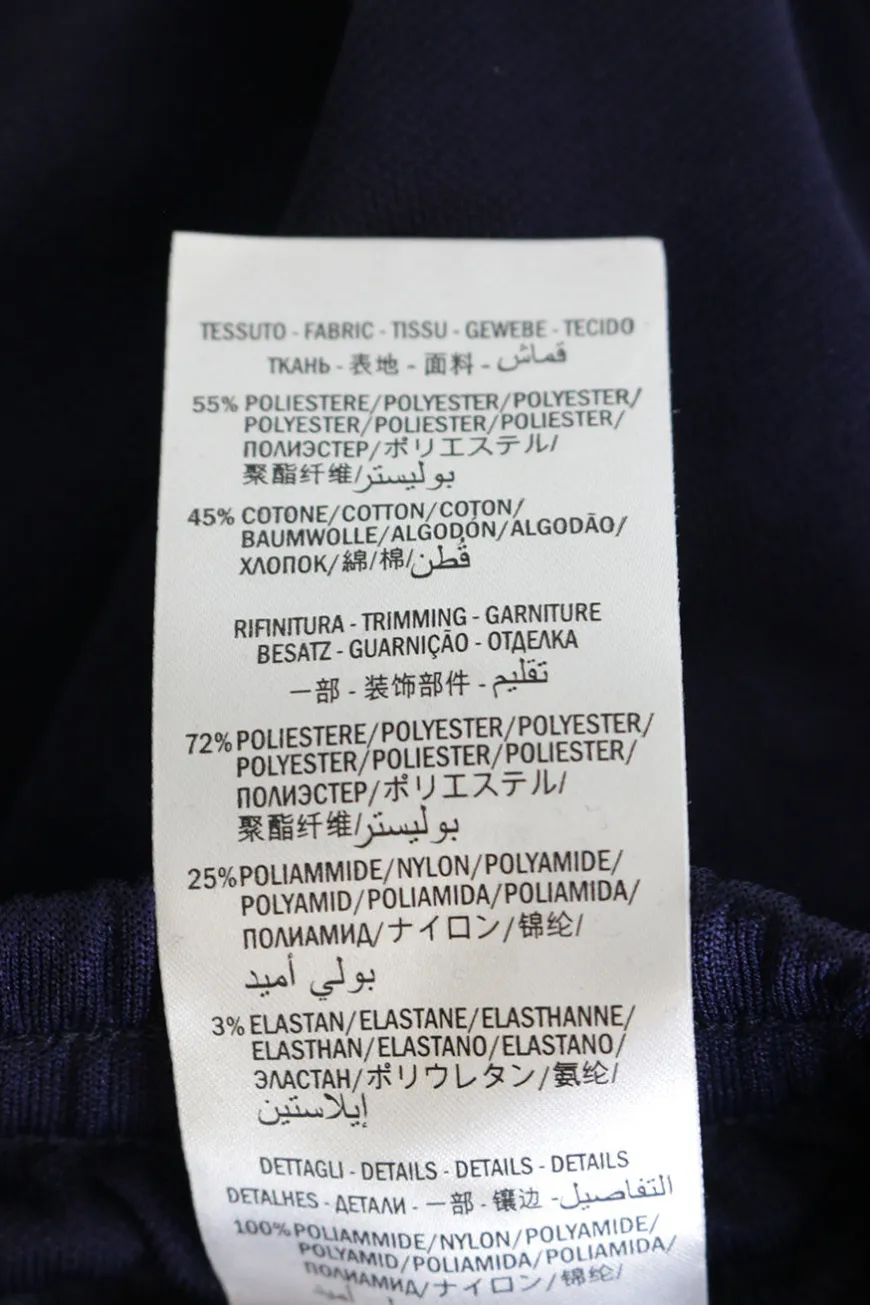 TESSUTO - FABRIC - TISSU - GEWEBE - TECIDO
ТКАНЬ - 表地 - 面料 - قماش
55% POLIESTERE/POLYESTER/POLYESTER/
POLYESTER/POLIESTER/POLIESTER/
ПОЛИЭСТЕР/ポリエステル/
聚酯纤维/بوليستر
45% COTONE/COTTON/COTON/
BAUMWOLLE/ALGODÓN/ALGODÃO/
ХЛОПОК/綿/棉/قُطن
RIFINITURA - TRIMMING - GARNITURE
BESATZ - GUARNIÇÃO - ОТДЕЛКА
一部 - 装饰部件 - تقليم
72% POLIESTERE/POLYESTER/POLYESTER/
POLYESTER/POLIESTER/POLIESTER/
ПОЛИЭСТЕР/ポリエステル/
聚酯纤维/بوليستر
25% POLIAMMIDE/NYLON/POLYAMIDE/
POLYAMID/POLIAMIDA/POLIAMIDA/
ПОЛИАМИД/ナイロン/锦纶/
بولي أميد
3% ELASTAN/ELASTANE/ELASTHANNE/
ELASTHAN/ELASTANO/ELASTANO/
ЭЛАСТАН/ポリウレタン/氨纶/
إيلاستين
DETTAGLI - DETAILS - DETAILS - DETAILS
DETALHES - ДЕТАЛИ - 一部 - 镶边 - التفاصيل
100% POLIAMMIDE/NYLON/POLYAMIDE/
POLYAMID/POLIAMIDA/POLIAMIDA/
ПОЛИАМИД/ナイロン/锦纶/